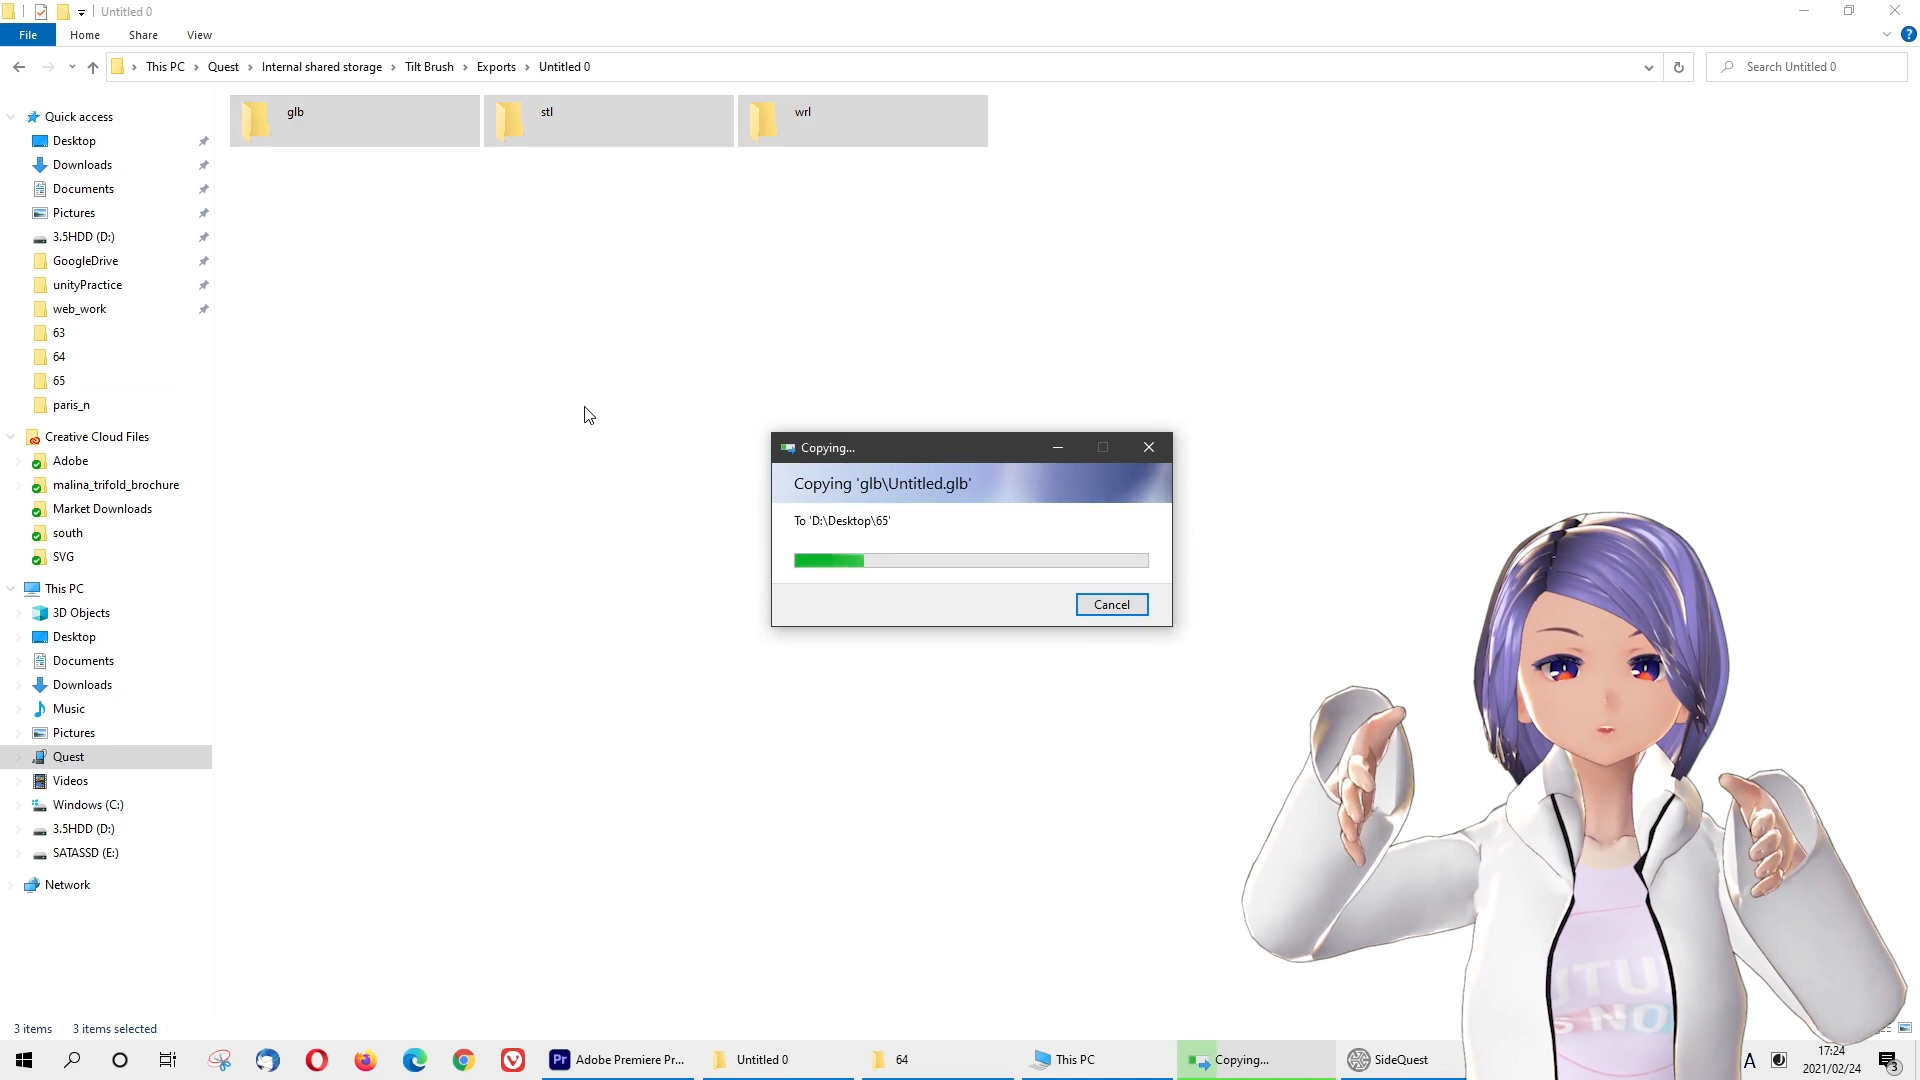 Untitled 0
File
Home
Share
View
This PC
Quest
Internal shared storage
Tilt Brush
Exports
Untitled 0
Search Untitled 0
glb
stl
wrl
Quick access
Desktop
Downloads
Documents
Pictures
3.5HDD (D:)
GoogleDrive
unityPractice
web_work
63
64
65
paris_n
Creative Cloud Files
Adobe
malina_trifold_brochure
Market Downloads
south
SVG
This PC
3D Objects
Desktop
Documents
Downloads
Music
Pictures
Quest
Videos
Windows (C:)
3.5HDD (D:)
SATASSD (E:)
Network
Copying...
Copying 'glb\Untitled.glb'
To 'D:\Desktop\65'
Cancel
3 items
3 items selected
Pr
Adobe Premiere Pr...
Untitled 0
64
This PC
Copying...
SideQuest
A
17:24
2021/02/24
3